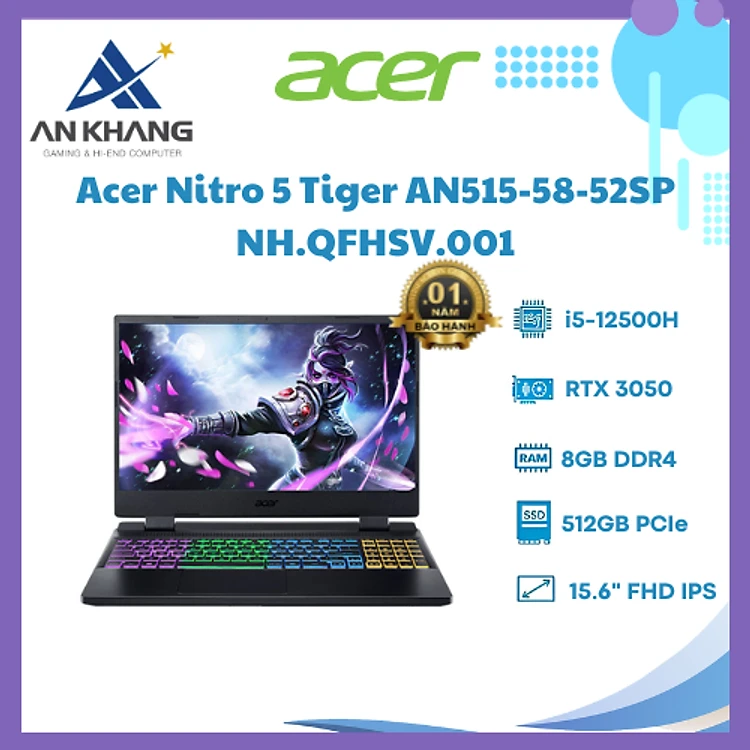 AN KHANG
GAMING & HI-END COMPUTER
acer
Acer Nitro 5 Tiger AN515-58-52SP
NH.QFHSV.001
01
NĂM
BẢO HÀNH
i5-12500H
RTX 3050
RAM
8GB DDR4
SSD
512GB PCIe
15.6" FHD IPS
acer